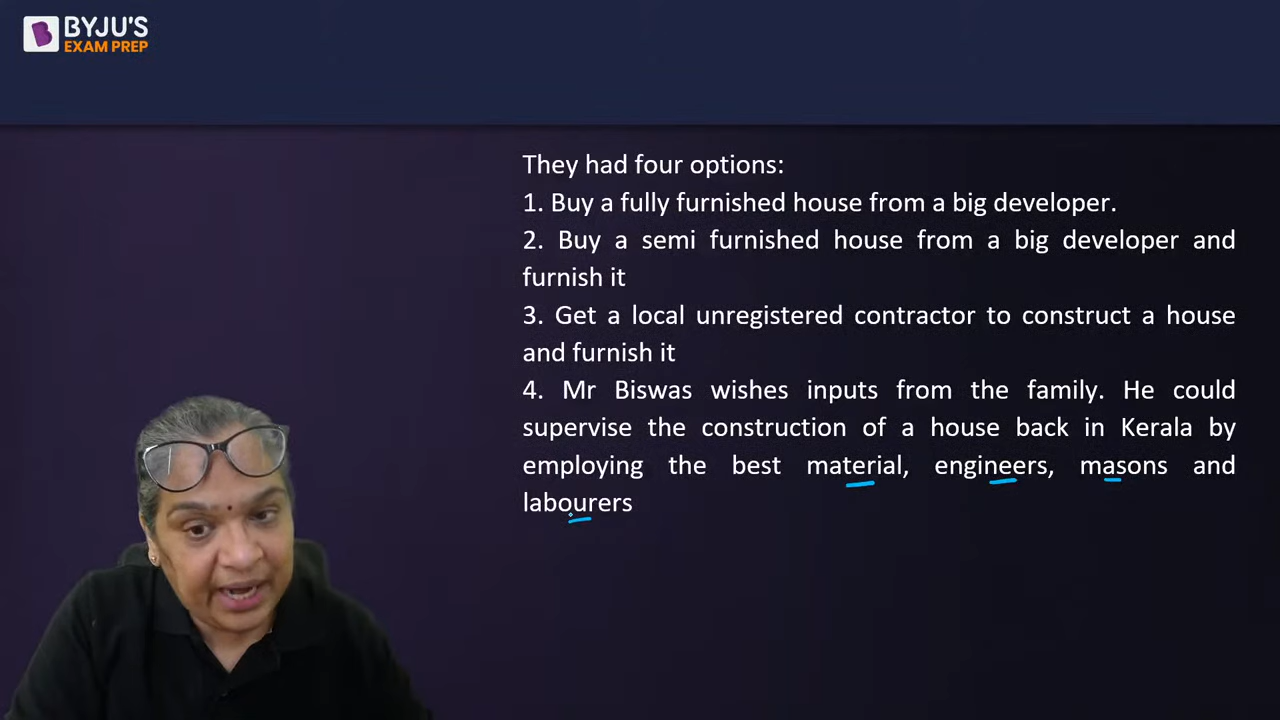 BYJU'S
EXAM PREP
They had four options:
1. Buy a fully furnished house from a big developer.
2. Buy a semi furnished house from a big developer and
furnish it
3. Get a local unregistered contractor to construct a house
and furnish it
4. Mr Biswas wishes inputs from the family. He could
supervise the construction of a house back in Kerala by
employing the best material, engineers, masons and
labourers